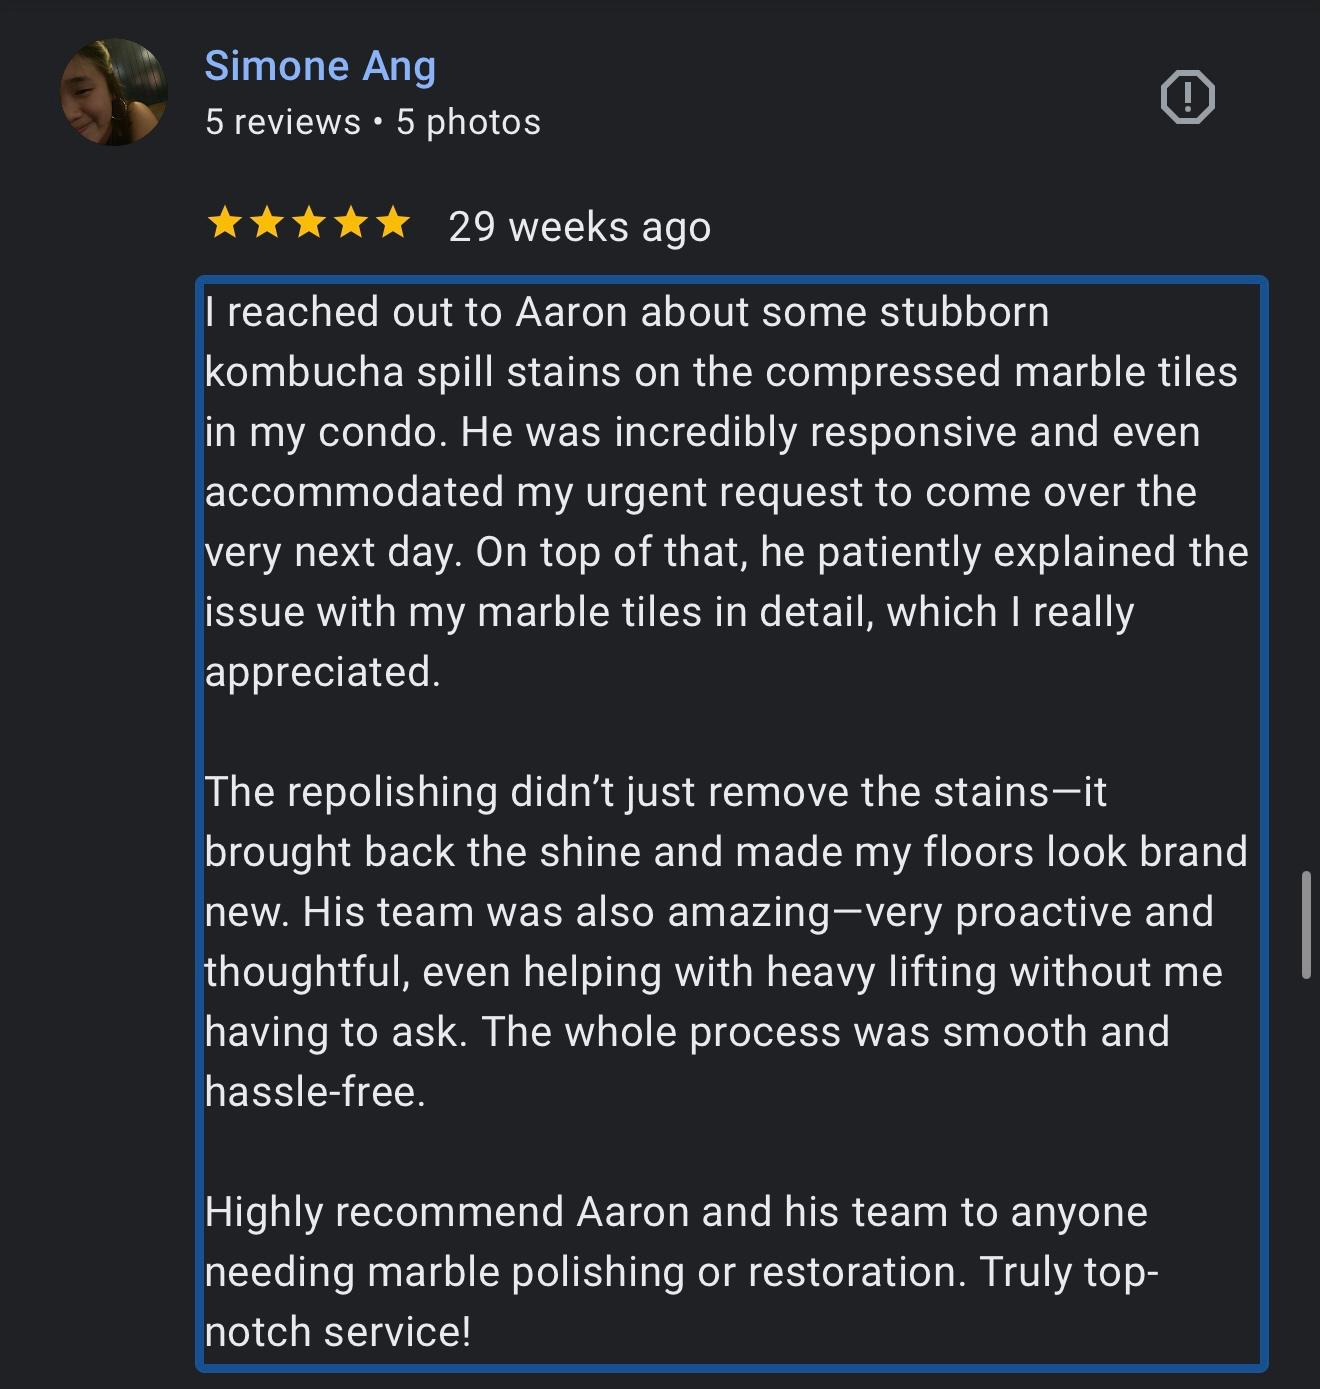 Simone Ang
5 reviews • 5 photos
29 weeks ago
I reached out to Aaron about some stubborn
kombucha spill stains on the compressed marble tiles
in my condo. He was incredibly responsive and even
accommodated my urgent request to come over the
very next day. On top of that, he patiently explained the
issue with my marble tiles in detail, which I really
appreciated.
The repolishing didn’t just remove the stains—it
brought back the shine and made my floors look brand
new. His team was also amazing—very proactive and
thoughtful, even helping with heavy lifting without me
having to ask. The whole process was smooth and
hassle-free.
Highly recommend Aaron and his team to anyone
needing marble polishing or restoration. Truly top-
notch service!